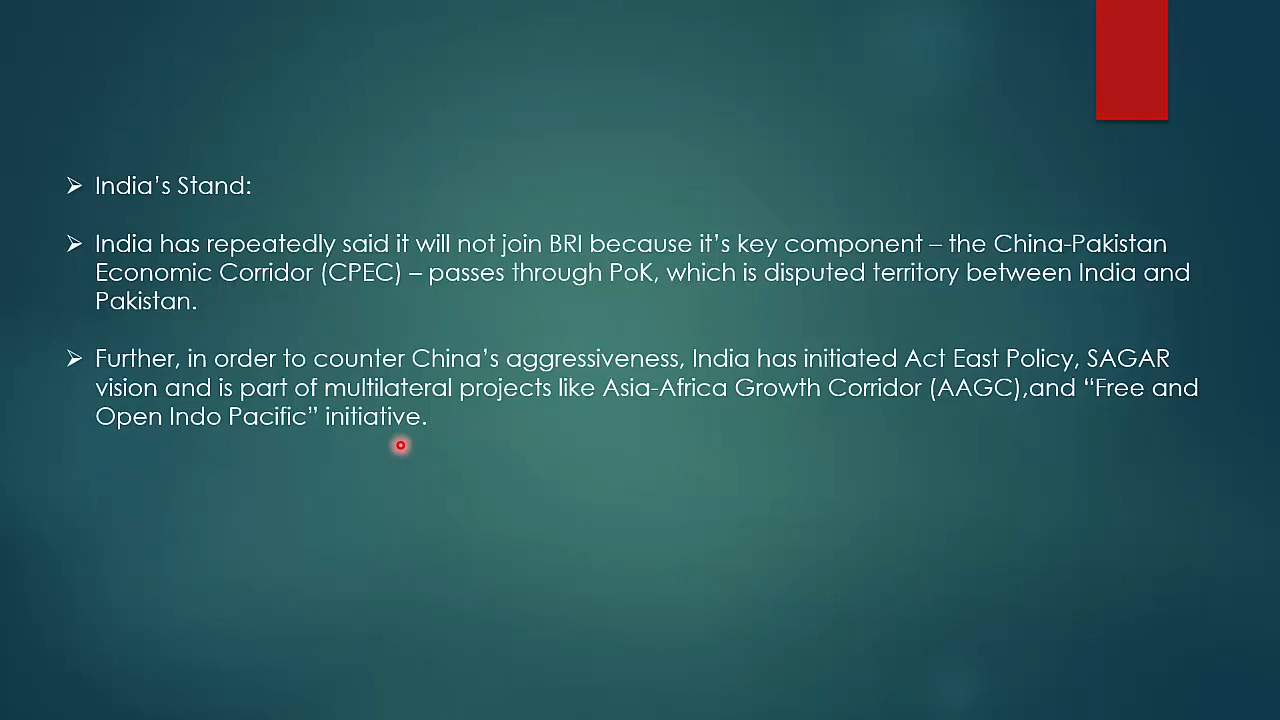 ➢ India’s Stand:
➢ India has repeatedly said it will not join BRI because it’s key component – the China-Pakistan
Economic Corridor (CPEC) – passes through PoK, which is disputed territory between India and
Pakistan.
➢ Further, in order to counter China’s aggressiveness, India has initiated Act East Policy, SAGAR
vision and is part of multilateral projects like Asia-Africa Growth Corridor (AAGC),and “Free and
Open Indo Pacific” initiative.